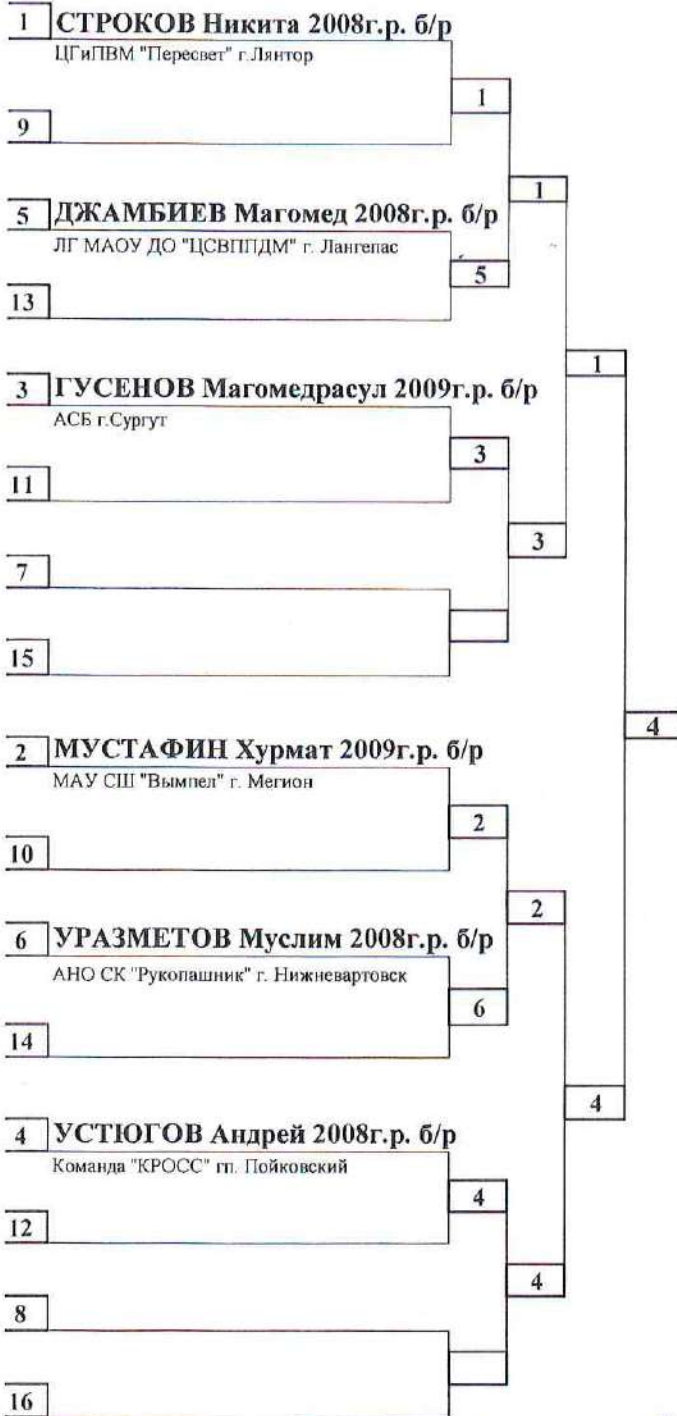 1 СТРОКОВ Никита 2008г.р. б/р
ЦГиПВМ "Пересвет" г.Лянтор
1
9
1
5 ДЖАМБИЕВ Магомед 2008г.р. б/р
ЛГ МАОУ ДО "ЦСВППДМ" г. Лангепас
5
13
1
3 ГУСЕНОВ Магомедрасул 2009г.р. б/р
АСБ г.Сургут
3
11
3
7
15
4
2 МУСТАФИН Хурмат 2009г.р. б/р
МАУ СШ "Вымпел" г. Мегион
2
10
2
6 УРАЗМЕТОВ Муслим 2008г.р. б/р
АНО СК "Рукопашник" г. Нижневартовск
6
14
4
4 УСТЮГОВ Андрей 2008г.р. б/р
Команда "КРОСС" гп. Пойковский
4
12
4
8
16